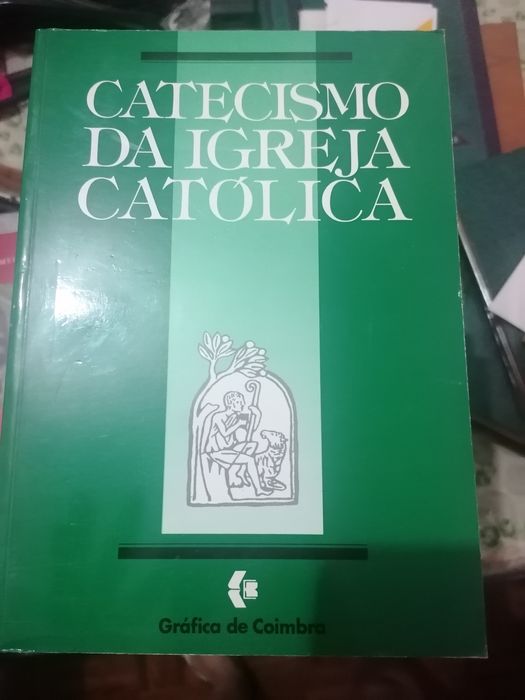 CATECISMO
DA IGREJA
CATÓLICA
Gráfica de Coimbra